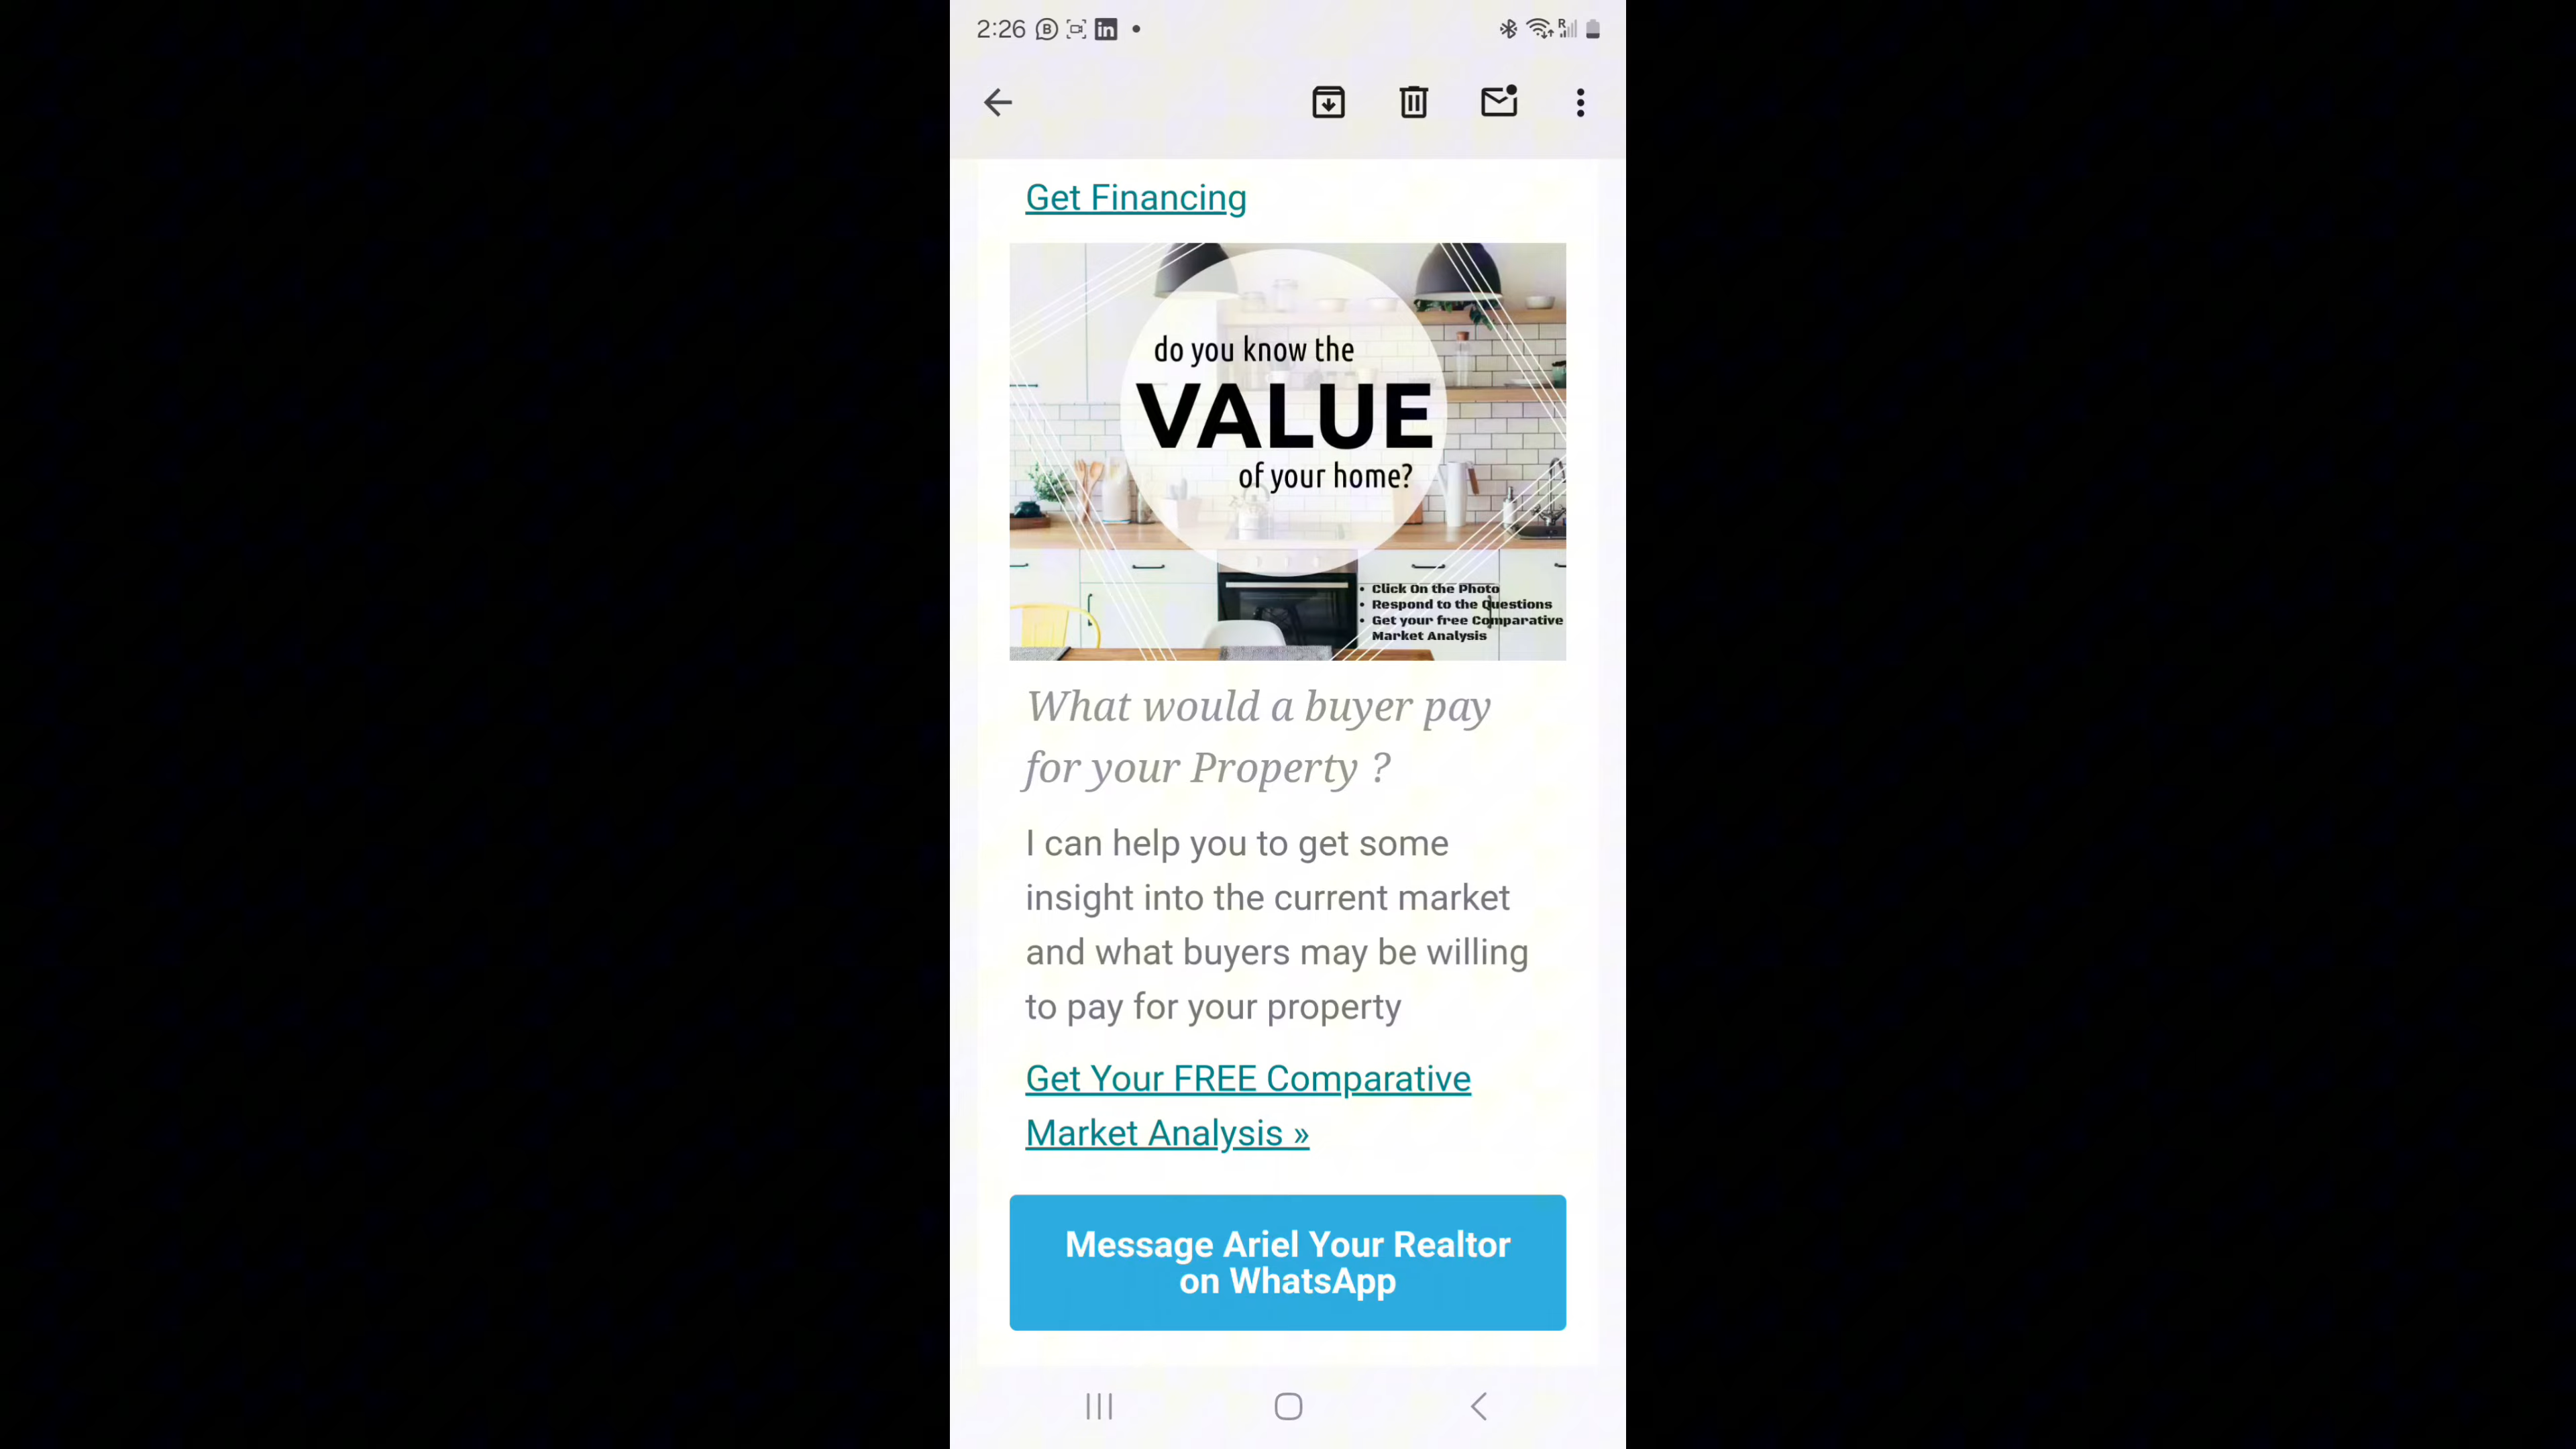 2:26
R
Get Financing
do you know the
VALUE
of your home?
• Click On the Photo
• Respond to the Questions
• Get your free Comparative
Market Analysis
What would a buyer pay
for your Property ?
I can help you to get some
insight into the current market
and what buyers may be willing
to pay for your property
Get Your FREE Comparative
Market Analysis »
Message Ariel Your Realtor
on WhatsApp